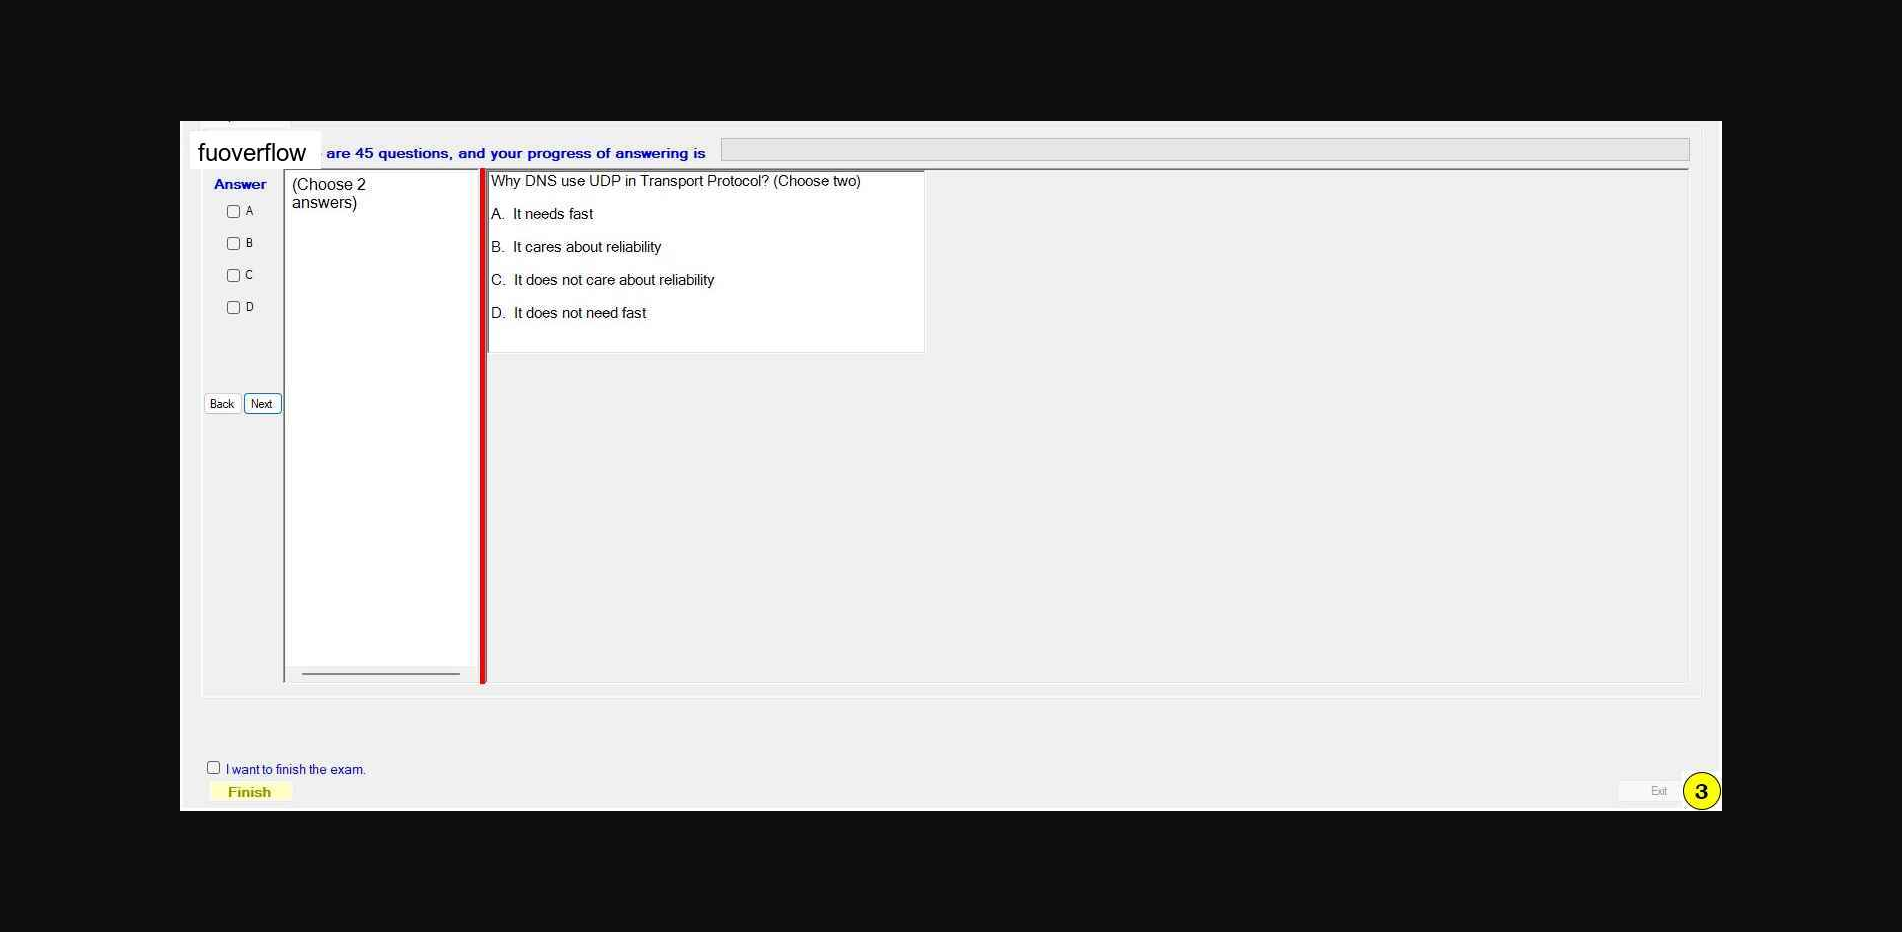 fuoverflow are 45 questions, and your progress of answering is
Answer
A
B
C
D
Back Next
(Choose 2
answers)
Why DNS use UDP in Transport Protocol? (Choose two)
A. It needs fast
B. It cares about reliability
C. It does not care about reliability
D. It does not need fast
I want to finish the exam.
Finish
Exit
3